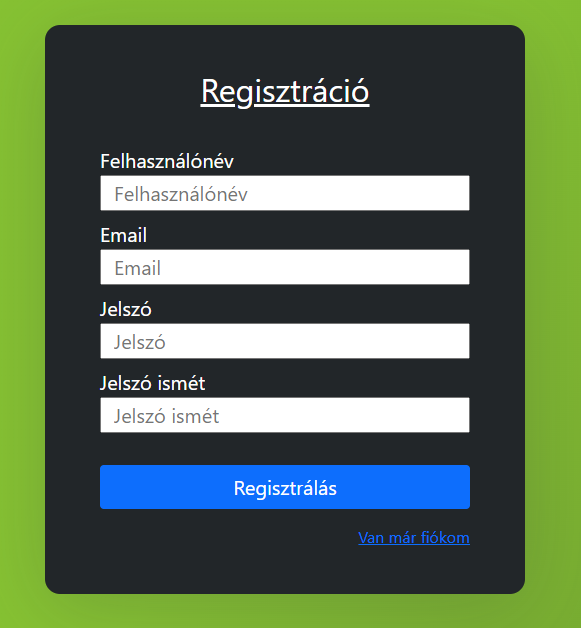 Regisztráció
Felhasználónév
Felhasználónév
Email
Email
Jelszó
Jelszó
Jelszó ismét
Jelszó ismét
Regisztrálás
Van már fiókom